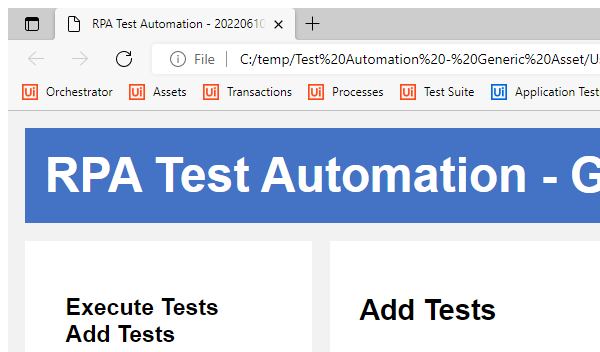 RPA Test Automation - 2022061
File
C:/temp/Test%20Automation%20-%20Generic%20Asset/U
Ui Orchestrator Ui Assets Ui Transactions Ui Processes Ui Test Suite Ui Application Test
RPA Test Automation - G
Execute Tests
Add Tests
Add Tests